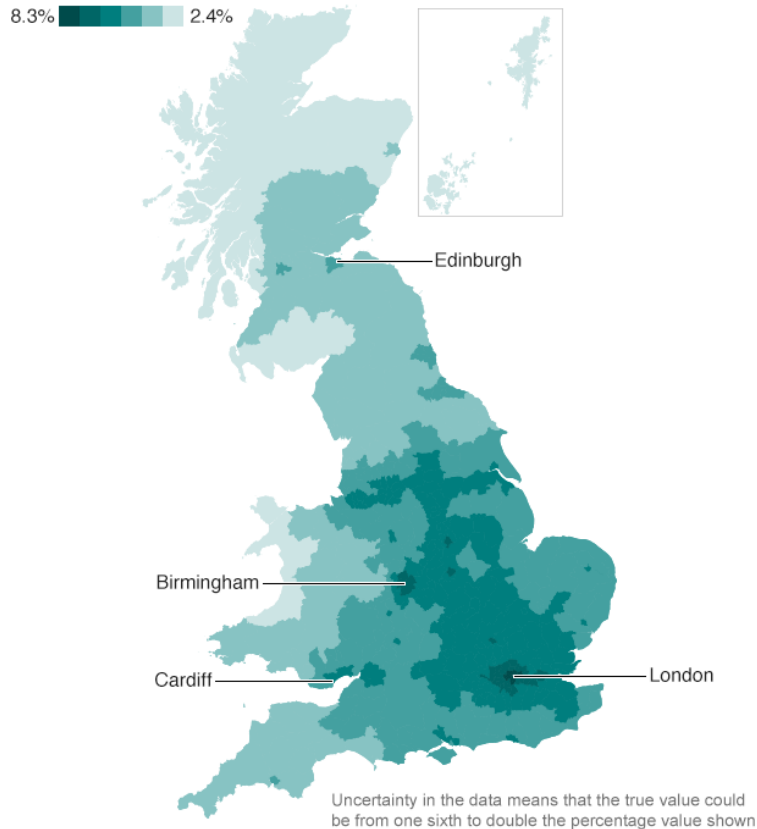 8.3% 2.4%
Edinburgh
Birmingham
Cardiff
London
Uncertainty in the data means that the true value could
be from one sixth to double the percentage value shown